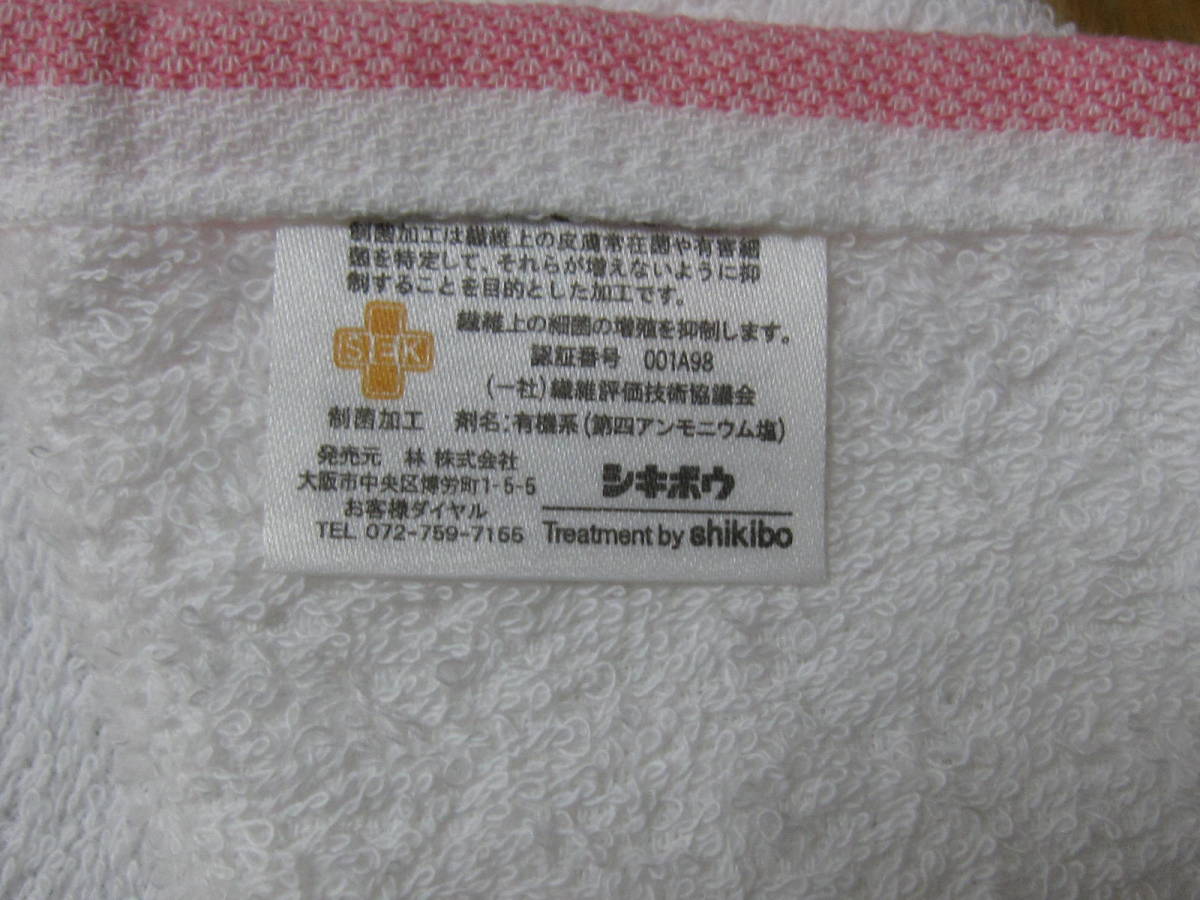 制菌加工は繊維上の皮膚常在菌や有害細
菌を特定して、それらが増えないように抑
制することを目的とした加工です。
SEK
繊維上の細菌の増殖を抑制します。
認証番号 001A98
(一社)繊維評価技術協議会
制菌加工 剤名:有機系(第四アンモニウム塩)
発売元 林 株式会社
大阪市中央区博労町1-5-5
お客様ダイヤル
TEL 072-759-7155
シキボウ
Treatment by shikibo